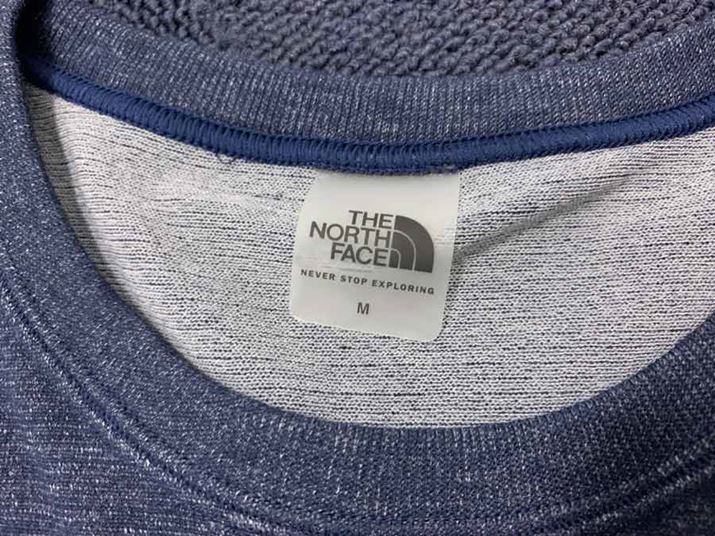 THE
NORTH
FACE
NEVER STOP EXPLORING
M